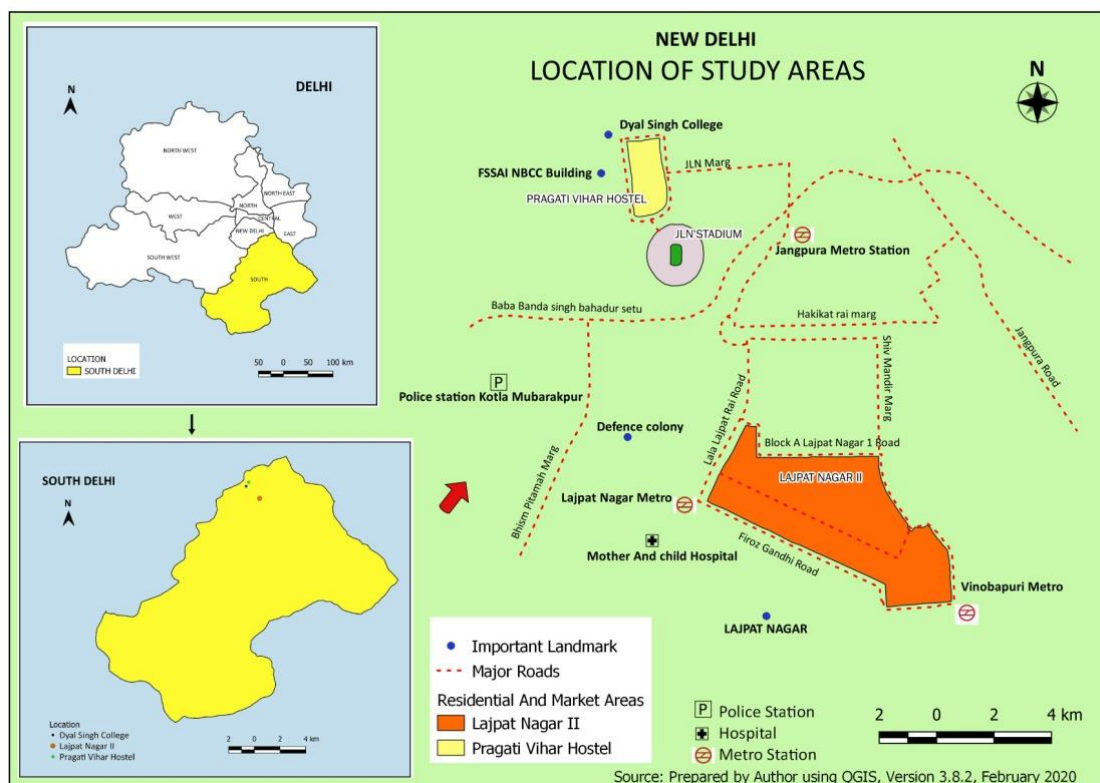 NEW DELHI
LOCATION OF STUDY AREAS
N
DELHI
N
NORTH WEST
NORTH EAST
NORTH
WEST
CENTRAL
NEW DELHI
EAST
SOUTH WEST
SOUTH
LOCATION
SOUTH DELHI
50 0 50 100 km
SOUTH DELHI
N
Location
Dyal Singh College
Lajpat Nagar II
Pragati Vihar Hostel
2 0 2 4 km
Dyal Singh College
JLN Marg
FSSAI NBCC Building
PRAGATI VIHAR HOSTEL
JLN STADIUM
Jangpura Metro Station
Baba Banda singh bahadur setu
Hakikat rai marg
Jangpura Road
Shiv Mandir Marg
Lala Lajpat Rai Road
P
Police station Kotla Mubarakpur
Defence colony
Block A Lajpat Nagar 1 Road
LAJPAT NAGAR II
Bhism Pitamah Marg
Lajpat Nagar Metro
Mother And child Hospital
Firoz Gandhi Road
Vinobapuri Metro
LAJPAT NAGAR
Important Landmark
Major Roads
Residential And Market Areas
Lajpat Nagar II
Pragati Vihar Hostel
P Police Station
Hospital
Metro Station
2 0 2 4 km
Source: Prepared by Author using QGIS, Version 3.8.2, February 2020